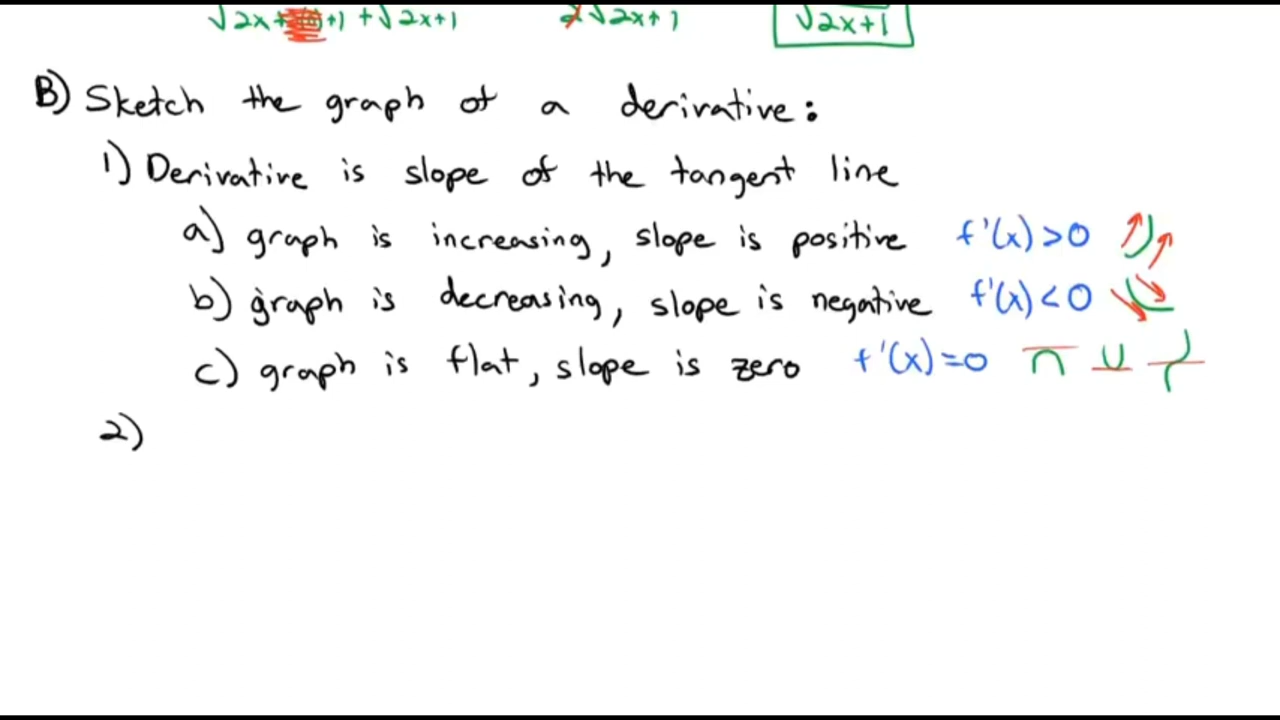 √2x+ +1 + √2x+1 2√2x+1 √2x+1
B) Sketch the graph of a derivative:
1) Derivative is slope of the tangent line
a) graph is increasing, slope is positive f'(x)>0
b) graph is decreasing, slope is negative f'(x)<0
c) graph is flat, slope is zero f'(x)=0
2)